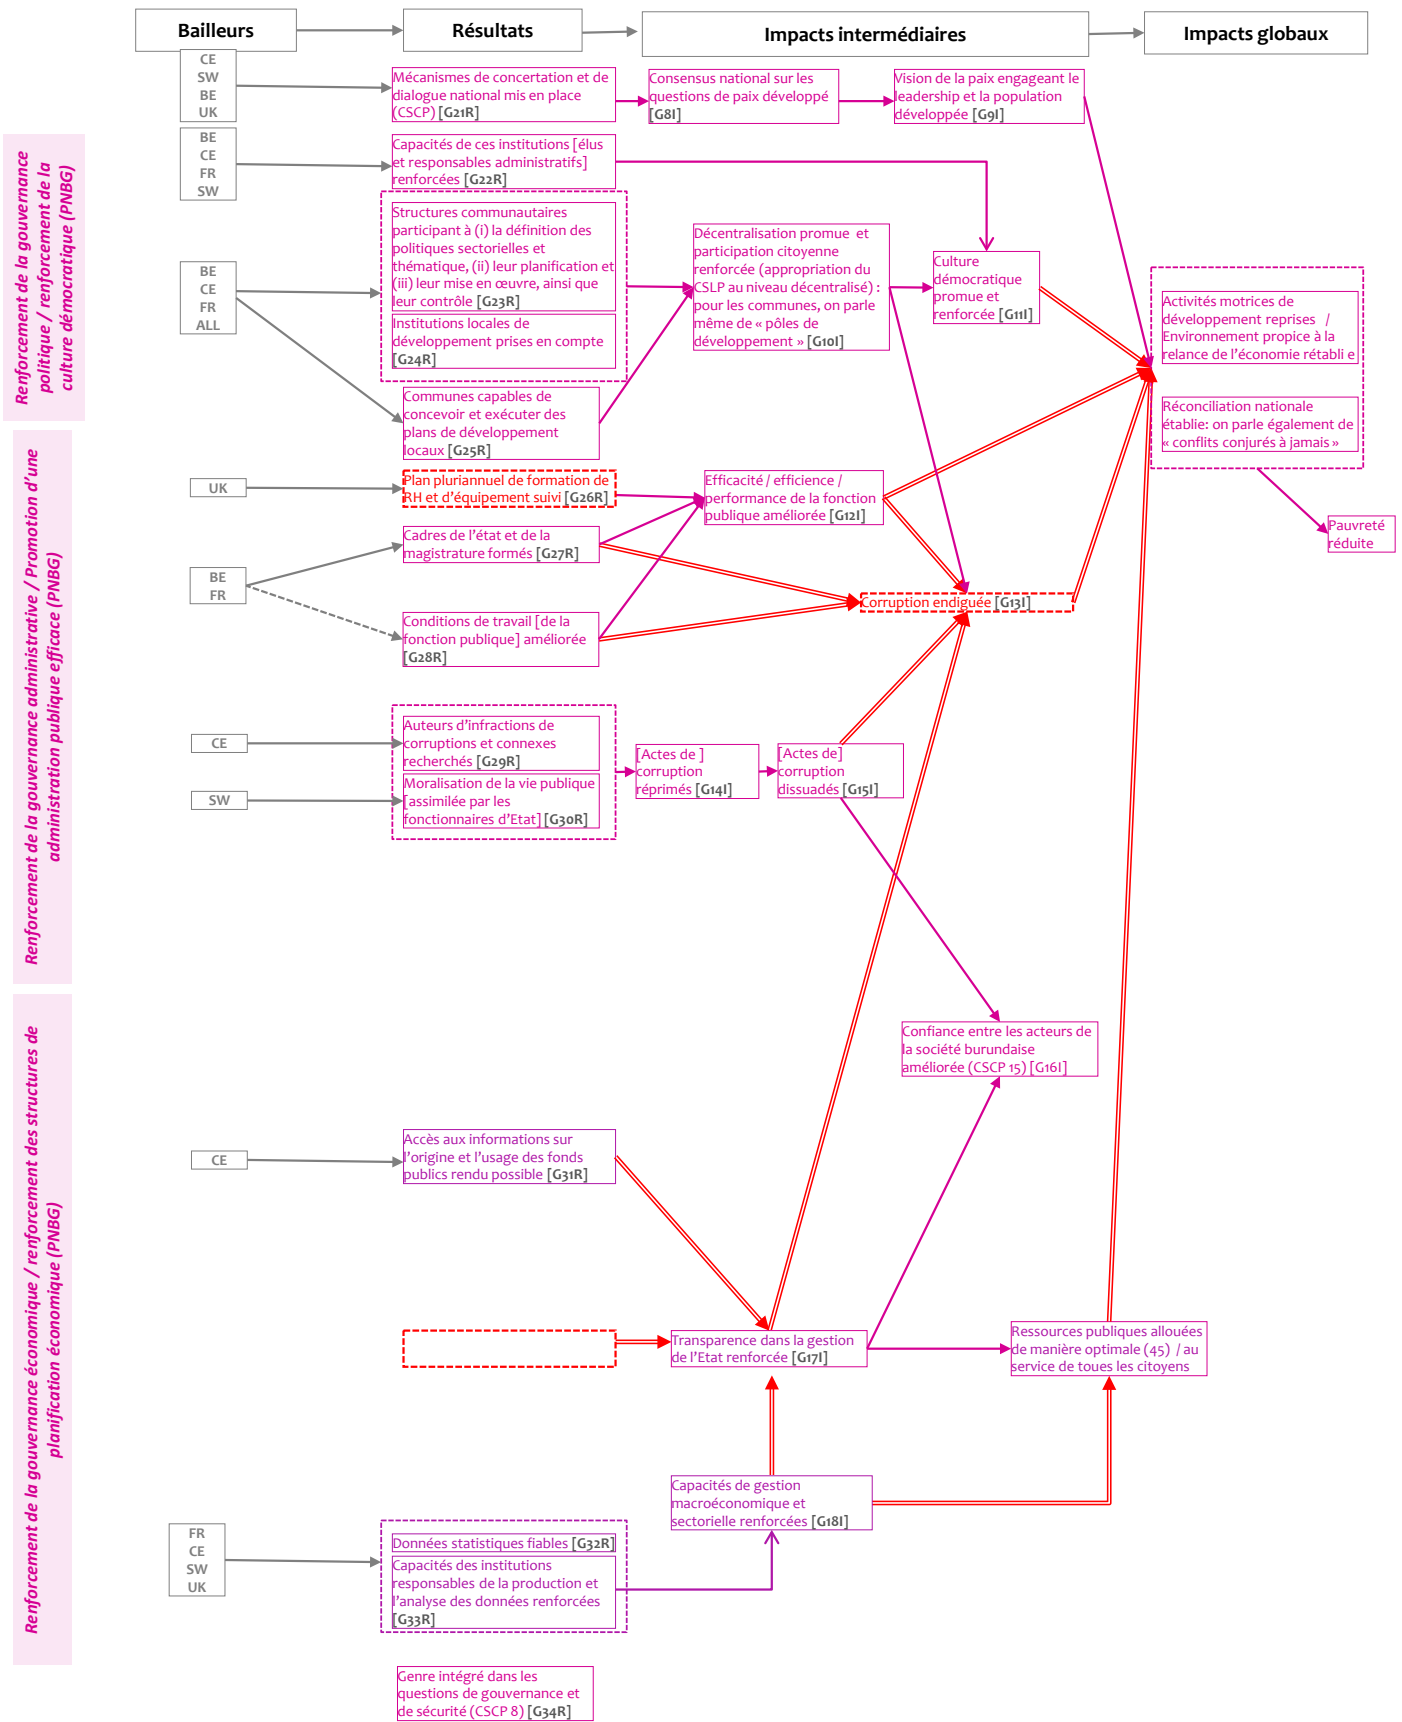 Bailleurs
Résultats
Impacts intermédiaires
Impacts globaux
Renforcement de la gouvernance
politique / renforcement de la
culture démocratique (PNBG)
CE
SW
BE
UK
Mécanismes de concertation et de
dialogue national mis en place
(CSCP) [G21R]
Consensus national sur les
questions de paix développé
[G8I]
Vision de la paix engageant le
leadership et la population
développée [G9I]
BE
CE
FR
SW
Capacités de ces institutions [élus
et responsables administratifs]
renforcées [G22R]
BE
CE
FR
ALL
Structures communautaires
participant à (i) la définition des
politiques sectorielles et
thématique, (ii) leur planification et
(iii) leur mise en œuvre, ainsi que
leur contrôle [G23R]
Institutions locales de
développement prises en compte
[G24R]
Communes capables de
concevoir et exécuter des
plans de développement
locaux [G25R]
Décentralisation promue et
participation citoyenne
renforcée (appropriation du
CSLP au niveau décentralisé) :
pour les communes, on parle
même de « pôles de
développement » [G10I]
Culture
démocratique
promue et
renforcée [G11I]
Activités motrices de
développement reprises /
Environnement propice à la
relance de l'économie rétabli e
Réconciliation nationale
établie: on parle également de
« conflits conjurés à jamais »
Pauvreté
réduite
Renforcement de la gouvernance administrative / Promotion d'une
administration publique efficace (PNBG)
UK
Plan pluriannuel de formation de
RH et d'équipement suivi [G26R]
Efficacité / efficience /
performance de la fonction
publique améliorée [G12I]
BE
FR
Cadres de l'état et de la
magistrature formés [G27R]
Conditions de travail [de la
fonction publique] améliorée
[G28R]
Corruption endiguée [G13I]
CE
Auteurs d'infractions de
corruptions et connexes
recherchés [G29R]
SW
Moralisation de la vie publique
[assimilée par les
fonctionnaires d'Etat] [G30R]
[Actes de ]
corruption
réprimés [G14I]
[Actes de]
corruption
dissuadés [G15I]
Confiance entre les acteurs de
la société burundaise
améliorée (CSCP 15) [G16I]
Renforcement de la gouvernance économique / renforcement des structures de
planification économique (PNBG)
CE
Accès aux informations sur
l'origine et l'usage des fonds
publics rendu possible [G31R]
Transparence dans la gestion
de l'Etat renforcée [G17I]
Ressources publiques allouées
de manière optimale (45) / au
service de toues les citoyens
Capacités de gestion
macroéconomique et
sectorielle renforcées [G18I]
FR
CE
SW
UK
Données statistiques fiables [G32R]
Capacités des institutions
responsables de la production et
l'analyse des données renforcées
[G33R]
Genre intégré dans les
questions de gouvernance et
de sécurité (CSCP 8) [G34R]